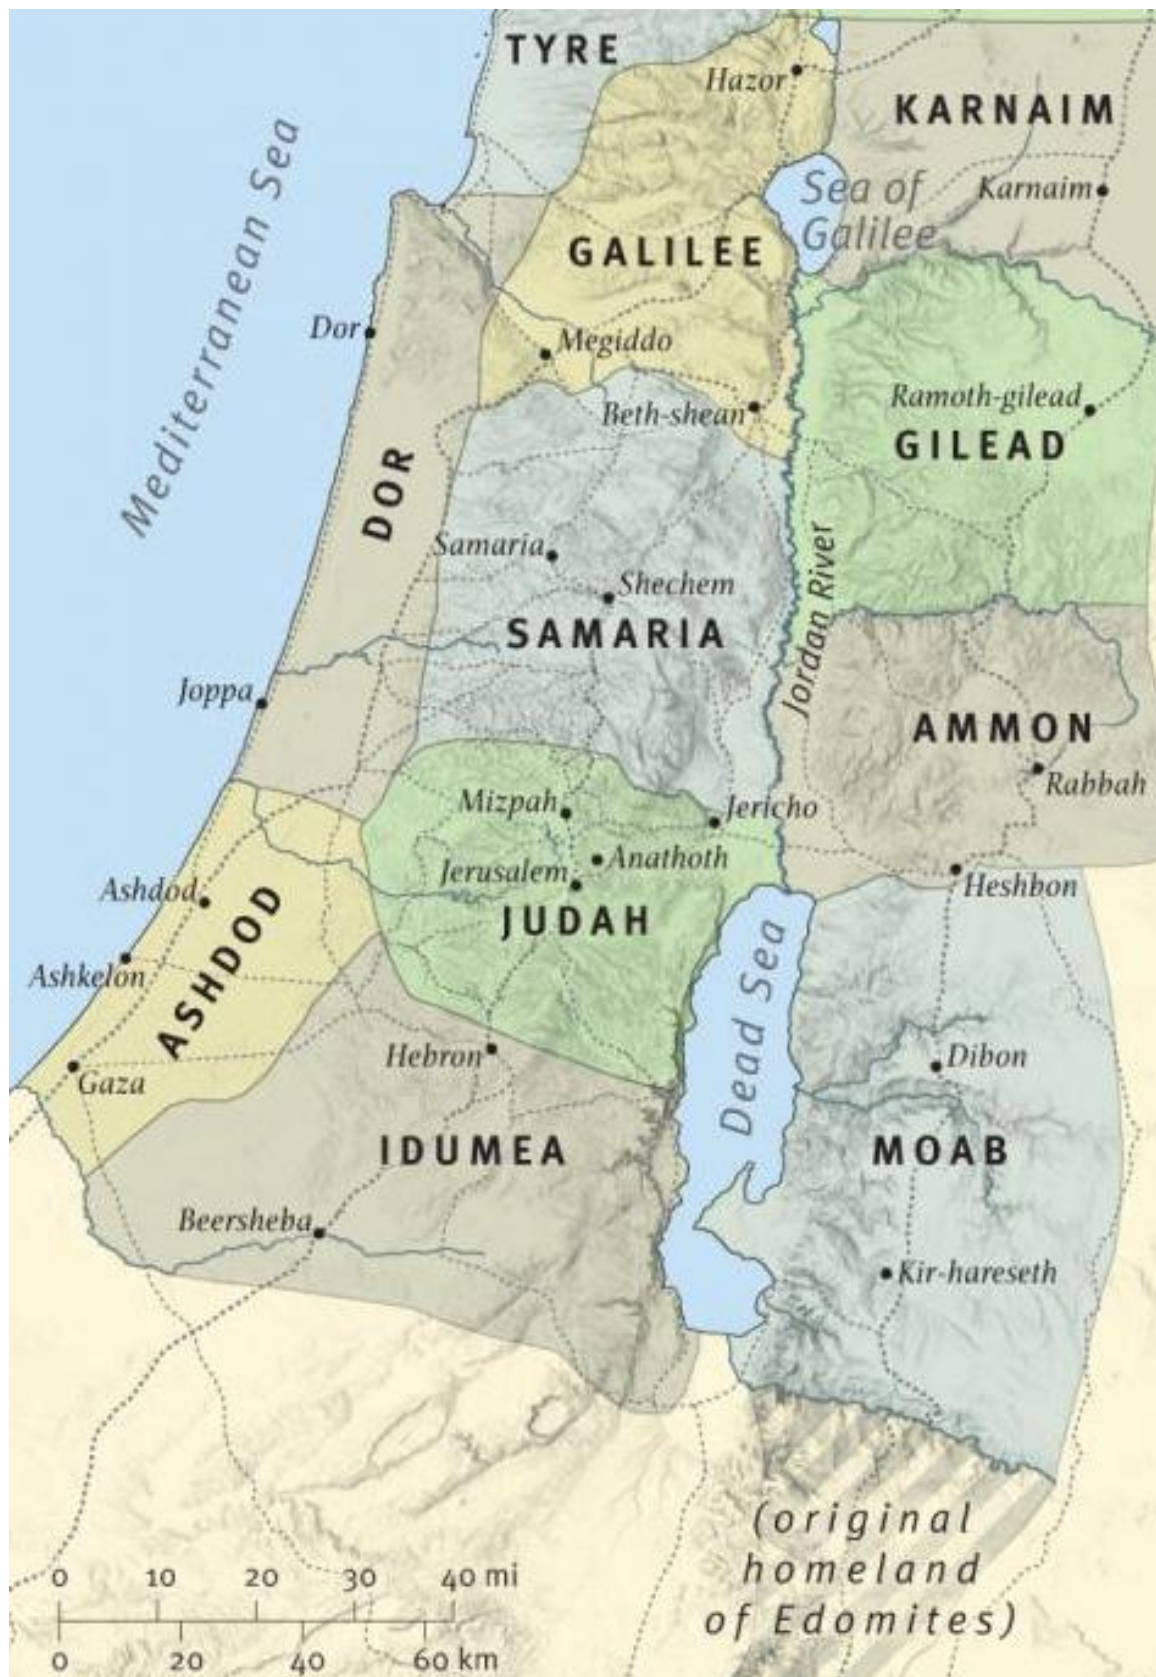 TYRE
Hazor
KARNAIM
Mediterranean Sea
Sea of
Galilee
Karnaim
GALILEE
Dor
Megiddo
Beth-shean
Ramoth-gilead
GILEAD
DOR
Samaria
Shechem
SAMARIA
Jordan River
Joppa
AMMON
Rabbah
Mizpah
Jericho
Anathoth
Jerusalem
Heshbon
JUDAH
Ashdod
ASHDOD
Ashkelon
Dead Sea
Hebron
Dibon
Gaza
IDUMEA
MOAB
Beersheba
Kir-hareseth
(original
homeland
of Edomites)
0 10 20 30 40 mi
0 20 40 60 km